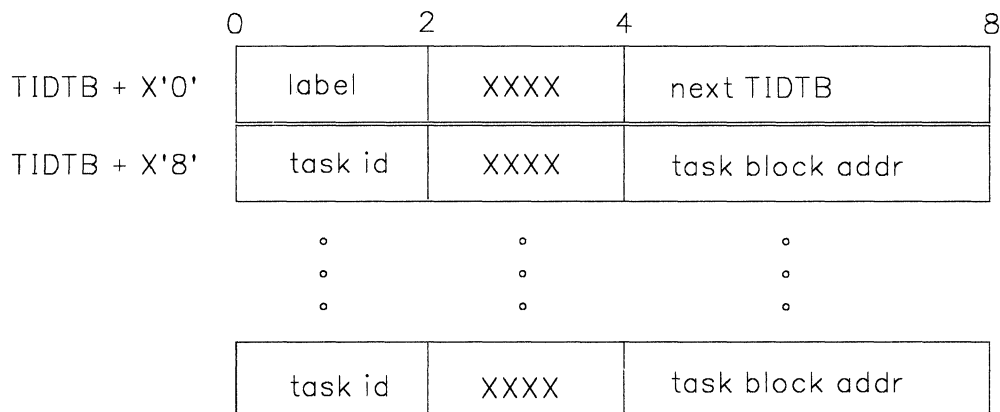 0 2 4 8
TIDTB + X'0' label XXXX next TIDTB
TIDTB + X'8' task id XXXX task block addr
task id XXXX task block addr